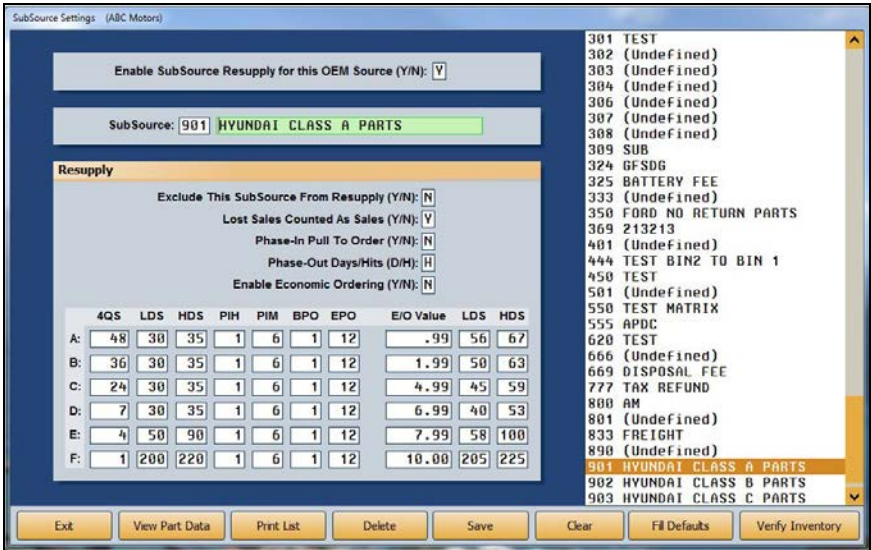 SubSource Settings (ABC Motors)
Enable SubSource Resupply for this OEM Source (Y/N): Y
SubSource: 901 HYUNDAI CLASS A PARTS
Resupply
Exclude This SubSource From Resupply (Y/N): N
Lost Sales Counted As Sales (Y/N): Y
Phase-In Pull To Order (Y/N): N
Phase-Out Days/Hits (D/H): H
Enable Economic Ordering (Y/N): N
4QS LDS HDS PIH PIM BPO EPO E/O Value LDS HDS
A: 48 30 35 1 6 1 12 .99 56 67
B: 36 30 35 1 6 1 12 1.99 50 63
C: 24 30 35 1 6 1 12 4.99 45 59
D: 7 30 35 1 6 1 12 6.99 40 53
E: 4 50 90 1 6 1 12 7.99 58 100
F: 1 200 220 1 6 1 12 10.00 205 225
301 TEST
302 (Undefined)
303 (Undefined)
304 (Undefined)
306 (Undefined)
307 (Undefined)
308 (Undefined)
309 SUB
324 GFSDG
325 BATTERY FEE
333 (Undefined)
350 FORD NO RETURN PARTS
369 213213
401 (Undefined)
444 TEST BIN2 TO BIN 1
450 TEST
501 (Undefined)
550 TEST MATRIX
555 APDC
620 TEST
666 (Undefined)
669 DISPOSAL FEE
777 TAX REFUND
800 AM
801 (Undefined)
833 FREIGHT
890 (Undefined)
901 HYUNDAI CLASS A PARTS
902 HYUNDAI CLASS B PARTS
903 HYUNDAI CLASS C PARTS
Exit View Part Data Print List Delete Save Clear Fill Defaults Verify Inventory